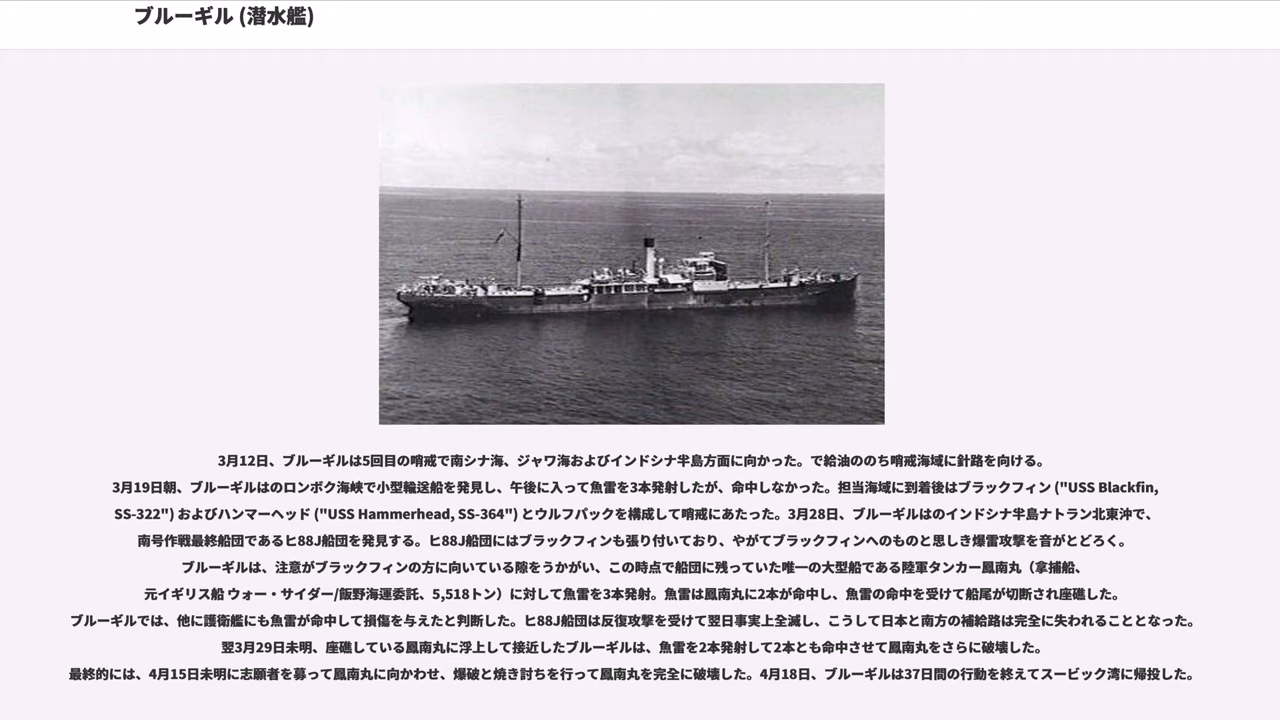 ブルーギル (潜水艦)
3月12日、ブルーギルは5回目の哨戒で南シナ海、ジャワ海およびインドシナ半島方面に向かった。で給油ののち哨戒海域に針路を向ける。
3月19日朝、ブルーギルはのロンボク海峡で小型輸送船を発見し、午後に入って魚雷を3本発射したが、命中しなかった。担当海域に到着後はブラックフィン ("USS Blackfin,
SS-322") およびハンマーヘッド ("USS Hammerhead, SS-364") とウルフパックを構成して哨戒にあたった。3月28日、ブルーギルはのインドシナ半島ナトラン北東沖で、
南号作戦最終船団であるヒ88J船団を発見する。ヒ88J船団にはブラックフィンも張り付いており、やがてブラックフィンへのものと思しき爆雷攻撃を音がとどろく。
ブルーギルは、注意がブラックフィンの方に向いている隙をうかがい、この時点で船団に残っていた唯一の大型船である陸軍タンカー鳳南丸（拿捕船、
元イギリス船 ウォー・サイダー/飯野海運委託、5,518トン）に対して魚雷を3本発射。魚雷は鳳南丸に2本が命中し、魚雷の命中を受けて船尾が切断され座礁した。
ブルーギルでは、他に護衛艦にも魚雷が命中して損傷を与えたと判断した。ヒ88J船団は反復攻撃を受けて翌日事実上全滅し、こうして日本と南方の補給路は完全に失われることとなった。
翌3月29日未明、座礁している鳳南丸に浮上して接近したブルーギルは、魚雷を2本発射して2本とも命中させて鳳南丸をさらに破壊した。
最終的には、4月15日未明に志願者を募って鳳南丸に向かわせ、爆破と焼き討ちを行って鳳南丸を完全に破壊した。4月18日、ブルーギルは37日間の行動を終えてスービック湾に帰投した。